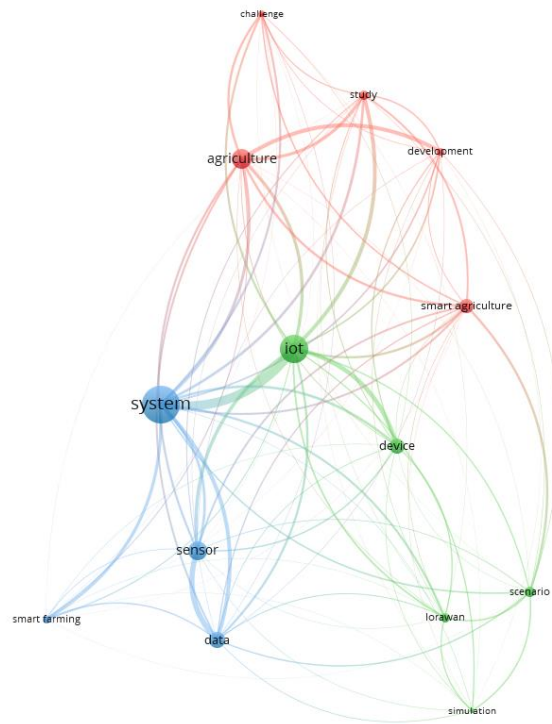 challenge
study
development
agriculture
smart agriculture
iot
system
device
sensor
scenario
lorawan
smart farming
data
simulation